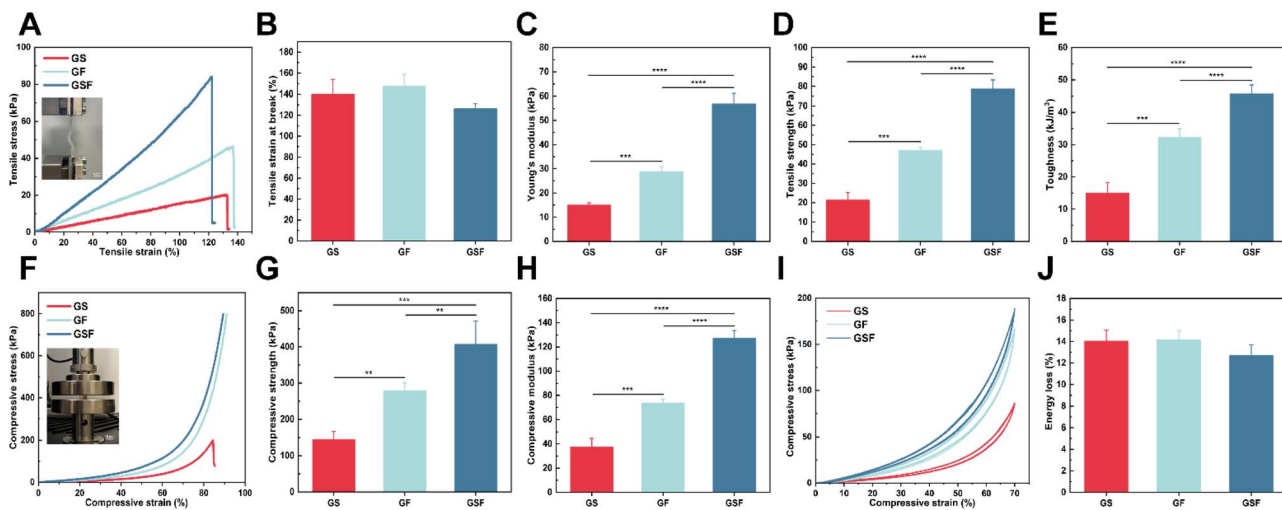 A
Tensile stress (kPa)
100
80
60
40
20
0
GS
GF
GSF
0 20 40 60 80 100 120 140
Tensile strain (%)
B
Tensile strain at break (%)
180
160
140
120
100
80
60
40
20
0
GS GF GSF
C
Young's modulus (kPa)
60
50
40
30
20
10
0
****
****
***
GS GF GSF
D
Tensile strength (kPa)
100
90
80
70
60
50
40
30
20
10
0
****
****
***
GS GF GSF
E
Toughness (kJ/m³)
60
50
40
30
20
10
0
****
****
***
GS GF GSF
F
Compressive stress (kPa)
800
600
400
200
0
GS
GF
GSF
0 20 40 60 80 100
Compressive strain (%)
G
Compressive strength (kPa)
500
450
400
350
300
250
200
150
100
50
0
***
**
**
GS GF GSF
H
Compressive modulus (kPa)
160
140
120
100
80
60
40
20
0
****
****
***
GS GF GSF
I
Compressive stress (kPa)
200
150
100
50
0
GS
GF
GSF
0 10 20 30 40 50 60 70
Compressive strain (%)
J
Energy loss (%)
18
16
14
12
10
8
6
4
2
0
GS GF GSF